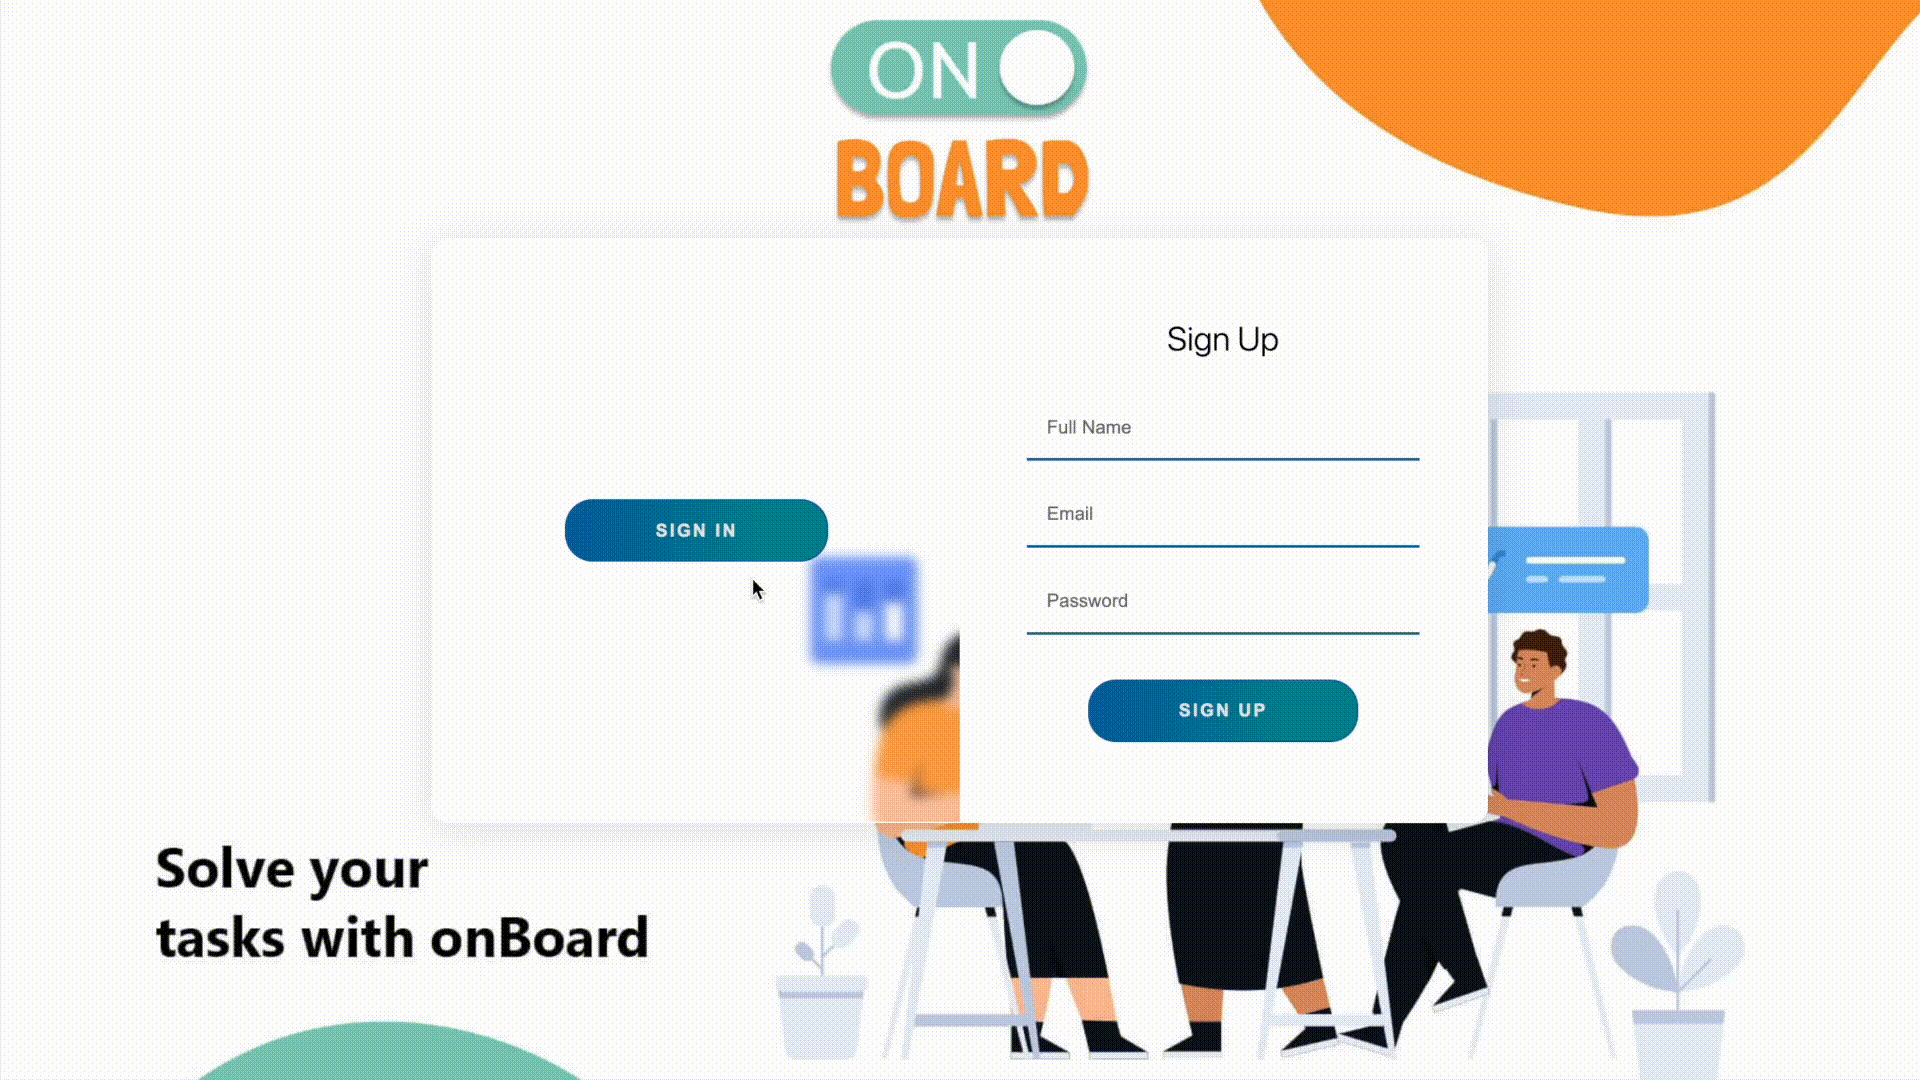 ON
BOARD
Sign Up
Full Name
Email
SIGN IN
Password
SIGN UP
Solve your
tasks with onBoard